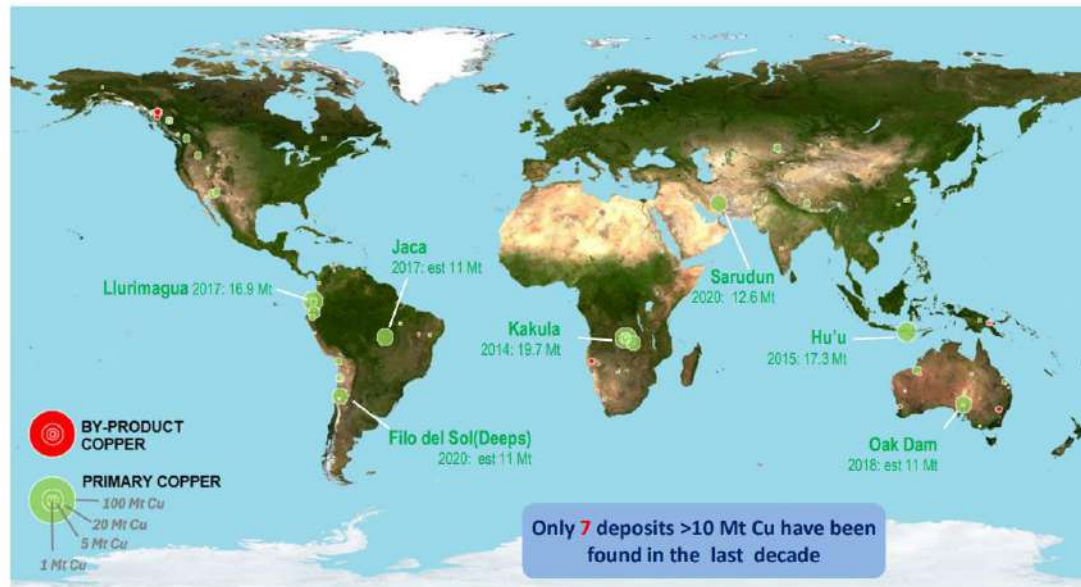 Jaca
2017: est 11 Mt
Llurimagua 2017: 16.9 Mt
Sarudun
2020: 12.6 Mt
Kakula
2014: 19.7 Mt
Hu'u
2015: 17.3 Mt
Filo del Sol(Deeps)
2020: est 11 Mt
Oak Dam
2018: est 11 Mt
BY-PRODUCT
COPPER
PRIMARY COPPER
100 Mt Cu
20 Mt Cu
5 Mt Cu
1 Mt Cu
Only 7 deposits >10 Mt Cu have been
found in the last decade